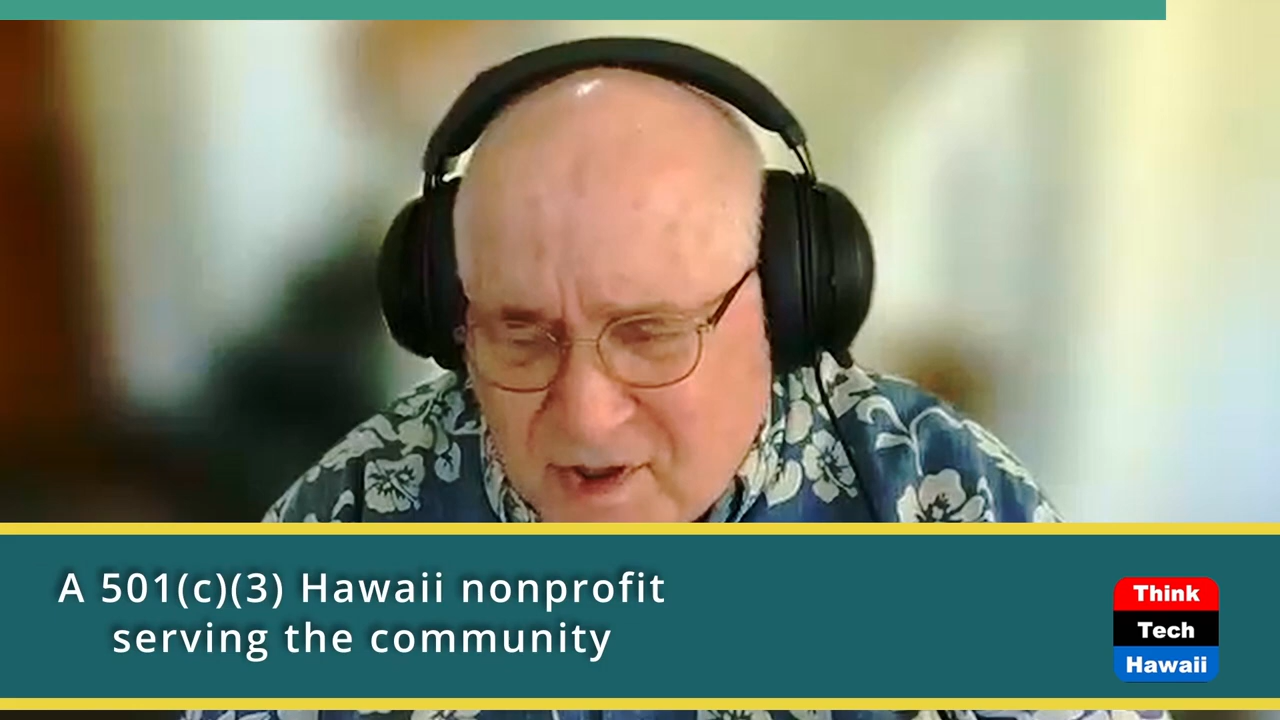 A 501(c)(3) Hawaii nonprofit
serving the community
Think
Tech
Hawaii